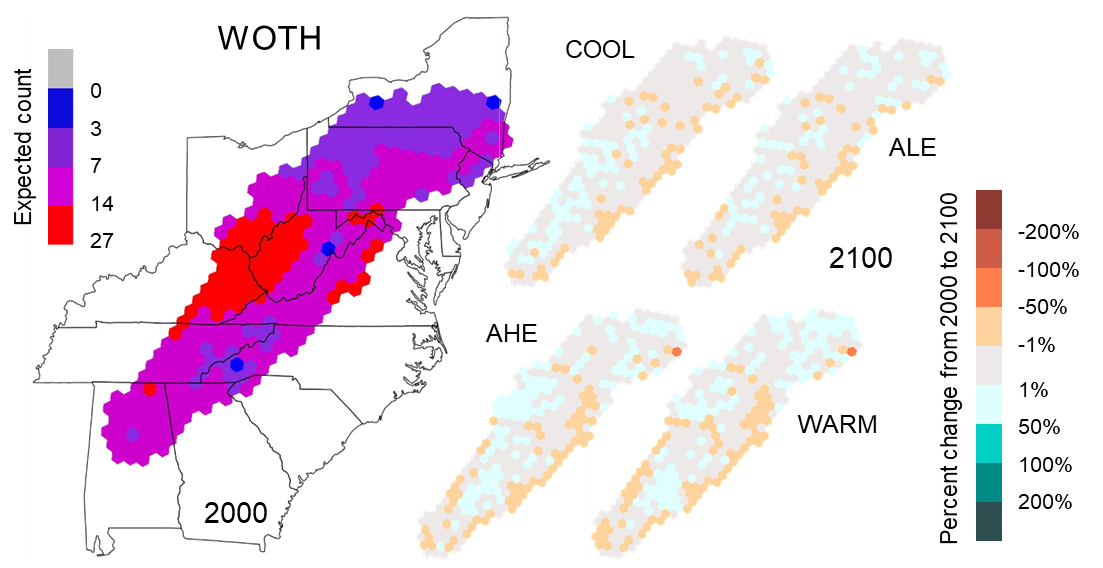 WOTH
Expected count
0
3
7
14
27
2000
COOL
ALE
2100
AHE
WARM
Percent change from 2000 to 2100
-200%
-100%
-50%
-1%
1%
50%
100%
200%